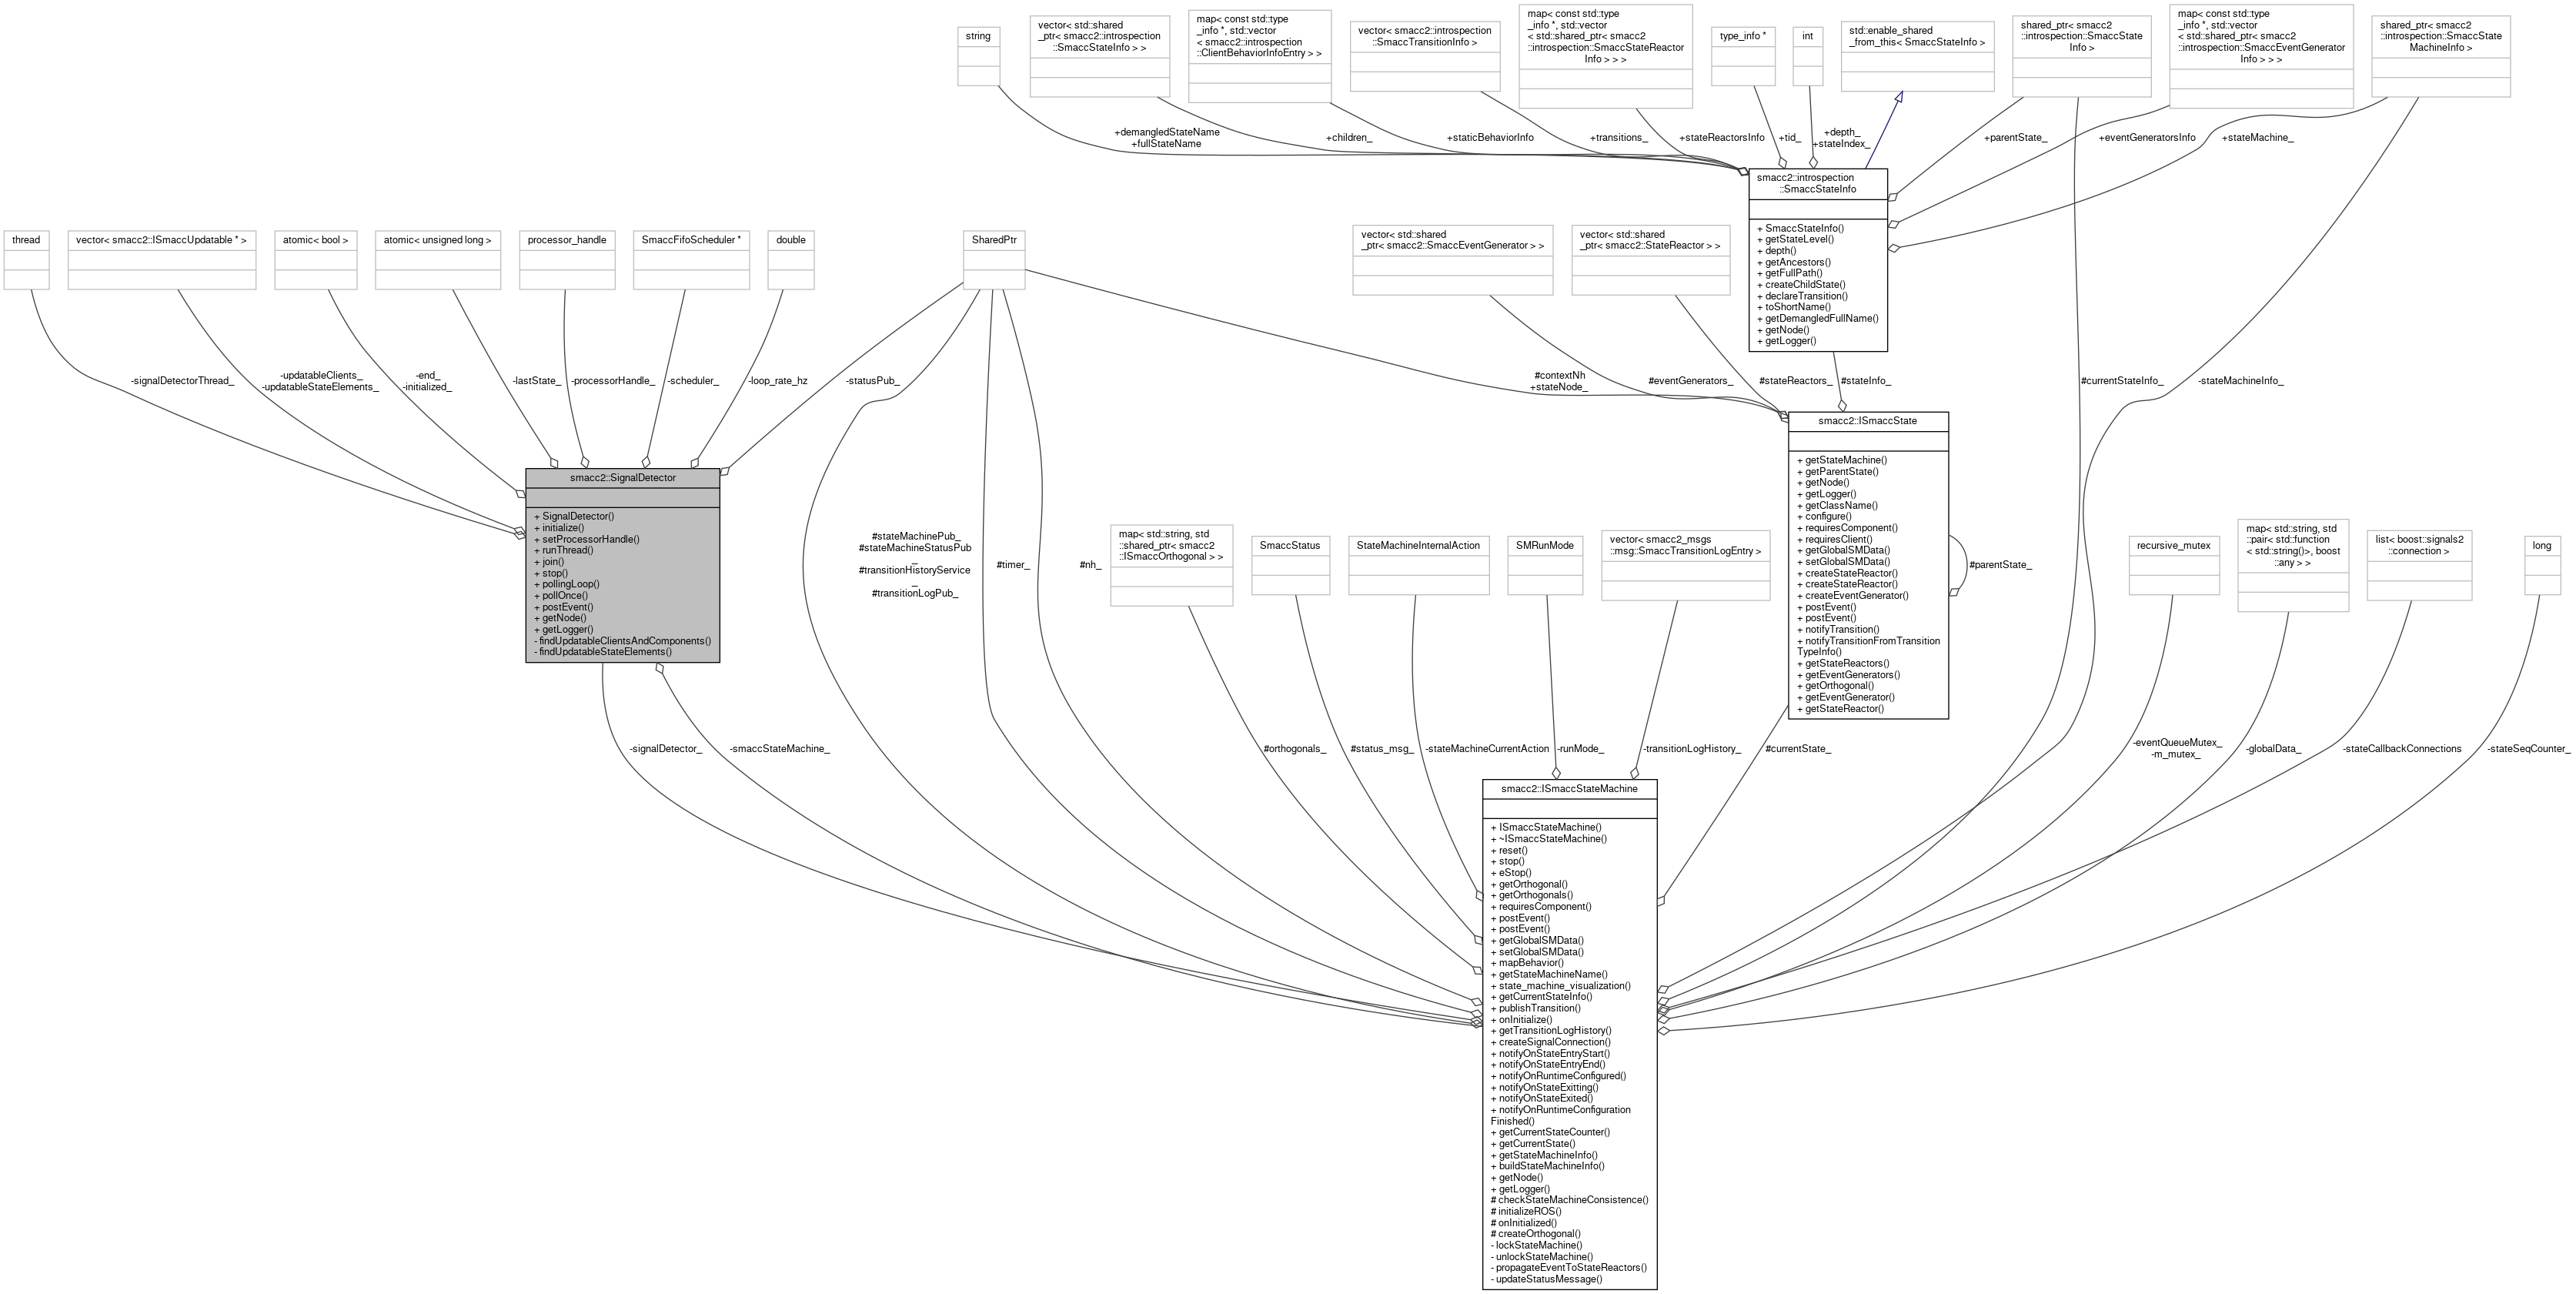 string
vector< std::shared
_ptr< smacc2::introspection
::SmaccStateInfo > >
map< const std::type
_info *, std::vector
< smacc2::introspection
::ClientBehaviorInfoEntry > >
vector< smacc2::introspection
::SmaccTransitionInfo >
map< const std::type
_info *, std::vector
< std::shared_ptr< smacc2
::introspection::SmaccStateReactor
Info > > >
type_info *
int
std::enable_shared
_from_this< SmaccStateInfo >
shared_ptr< smacc2
::introspection::SmaccState
Info >
map< const std::type
_info *, std::vector
< std::shared_ptr< smacc2
::introspection::SmaccEventGenerator
Info > > >
shared_ptr< smacc2
::introspection::SmaccState
MachineInfo >
+demangledStateName
+fullStateName
+children_
+staticBehaviorInfo
+transitions_
+stateReactorsInfo
+tid_
+depth_
+stateIndex_
+parentState_
+eventGeneratorsInfo
+stateMachine_
smacc2::introspection
::SmaccStateInfo
+ SmaccStateInfo()
+ getStateLevel()
+ depth()
+ getAncestors()
+ getFullPath()
+ createChildState()
+ declareTransition()
+ toShortName()
+ getDemangledFullName()
+ getNode()
+ getLogger()
thread
vector< smacc2::ISmaccUpdatable * >
atomic< bool >
atomic< unsigned long >
processor_handle
SmaccFifoScheduler *
double
SharedPtr
vector< std::shared
_ptr< smacc2::SmaccEventGenerator > >
vector< std::shared
_ptr< smacc2::StateReactor > >
-signalDetectorThread_
-updatableClients_
-updatableStateElements_
-end_
-initialized_
-lastState_
-processorHandle_
-scheduler_
-loop_rate_hz
-statusPub_
#contextNh
+stateNode_
#eventGenerators_
#stateReactors_
#stateInfo_
#currentStateInfo_
-stateMachineInfo_
smacc2::SignalDetector
+ SignalDetector()
+ initialize()
+ setProcessorHandle()
+ runThread()
+ join()
+ stop()
+ pollingLoop()
+ pollOnce()
+ postEvent()
+ getNode()
+ getLogger()
- findUpdatableClientsAndComponents()
- findUpdatableStateElements()
smacc2::ISmaccState
+ getStateMachine()
+ getParentState()
+ getNode()
+ getLogger()
+ getClassName()
+ configure()
+ requiresComponent()
+ requiresClient()
+ getGlobalSMData()
+ setGlobalSMData()
+ createStateReactor()
+ createStateReactor()
+ createEventGenerator()
+ postEvent()
+ postEvent()
+ notifyTransition()
+ notifyTransitionFromTransition
TypeInfo()
+ getStateReactors()
+ getEventGenerators()
+ getOrthogonal()
+ getEventGenerator()
+ getStateReactor()
#parentState_
#stateMachinePub_
#stateMachineStatusPub
_
#transitionHistoryService
_
#transitionLogPub_
#timer_
#nh_
map< std::string, std
::shared_ptr< smacc2
::ISmaccOrthogonal > >
SmaccStatus
StateMachineInternalAction
SMRunMode
vector< smacc2_msgs
::msg::SmaccTransitionLogEntry >
recursive_mutex
map< std::string, std
::pair< std::function
< std::string()>, boost
::any > >
list< boost::signals2
::connection >
long
-signalDetector_
-smaccStateMachine_
#orthogonals_
#status_msg_
-stateMachineCurrentAction
-runMode_
-transitionLogHistory_
#currentState_
-eventQueueMutex_
-m_mutex_
-globalData_
-stateCallbackConnections
-stateSeqCounter_
smacc2::ISmaccStateMachine
+ ISmaccStateMachine()
+ ~ISmaccStateMachine()
+ reset()
+ stop()
+ eStop()
+ getOrthogonal()
+ getOrthogonals()
+ requiresComponent()
+ postEvent()
+ postEvent()
+ getGlobalSMData()
+ setGlobalSMData()
+ mapBehavior()
+ getStateMachineName()
+ state_machine_visualization()
+ getCurrentStateInfo()
+ publishTransition()
+ onInitialize()
+ getTransitionLogHistory()
+ createSignalConnection()
+ notifyOnStateEntryStart()
+ notifyOnStateEntryEnd()
+ notifyOnRuntimeConfigured()
+ notifyOnStateExitting()
+ notifyOnStateExited()
+ notifyOnRuntimeConfiguration
Finished()
+ getCurrentStateCounter()
+ getCurrentState()
+ getStateMachineInfo()
+ buildStateMachineInfo()
+ getNode()
+ getLogger()
# checkStateMachineConsistence()
# initializeROS()
# onInitialized()
# createOrthogonal()
- lockStateMachine()
- unlockStateMachine()
- propagateEventToStateReactors()
- updateStatusMessage()